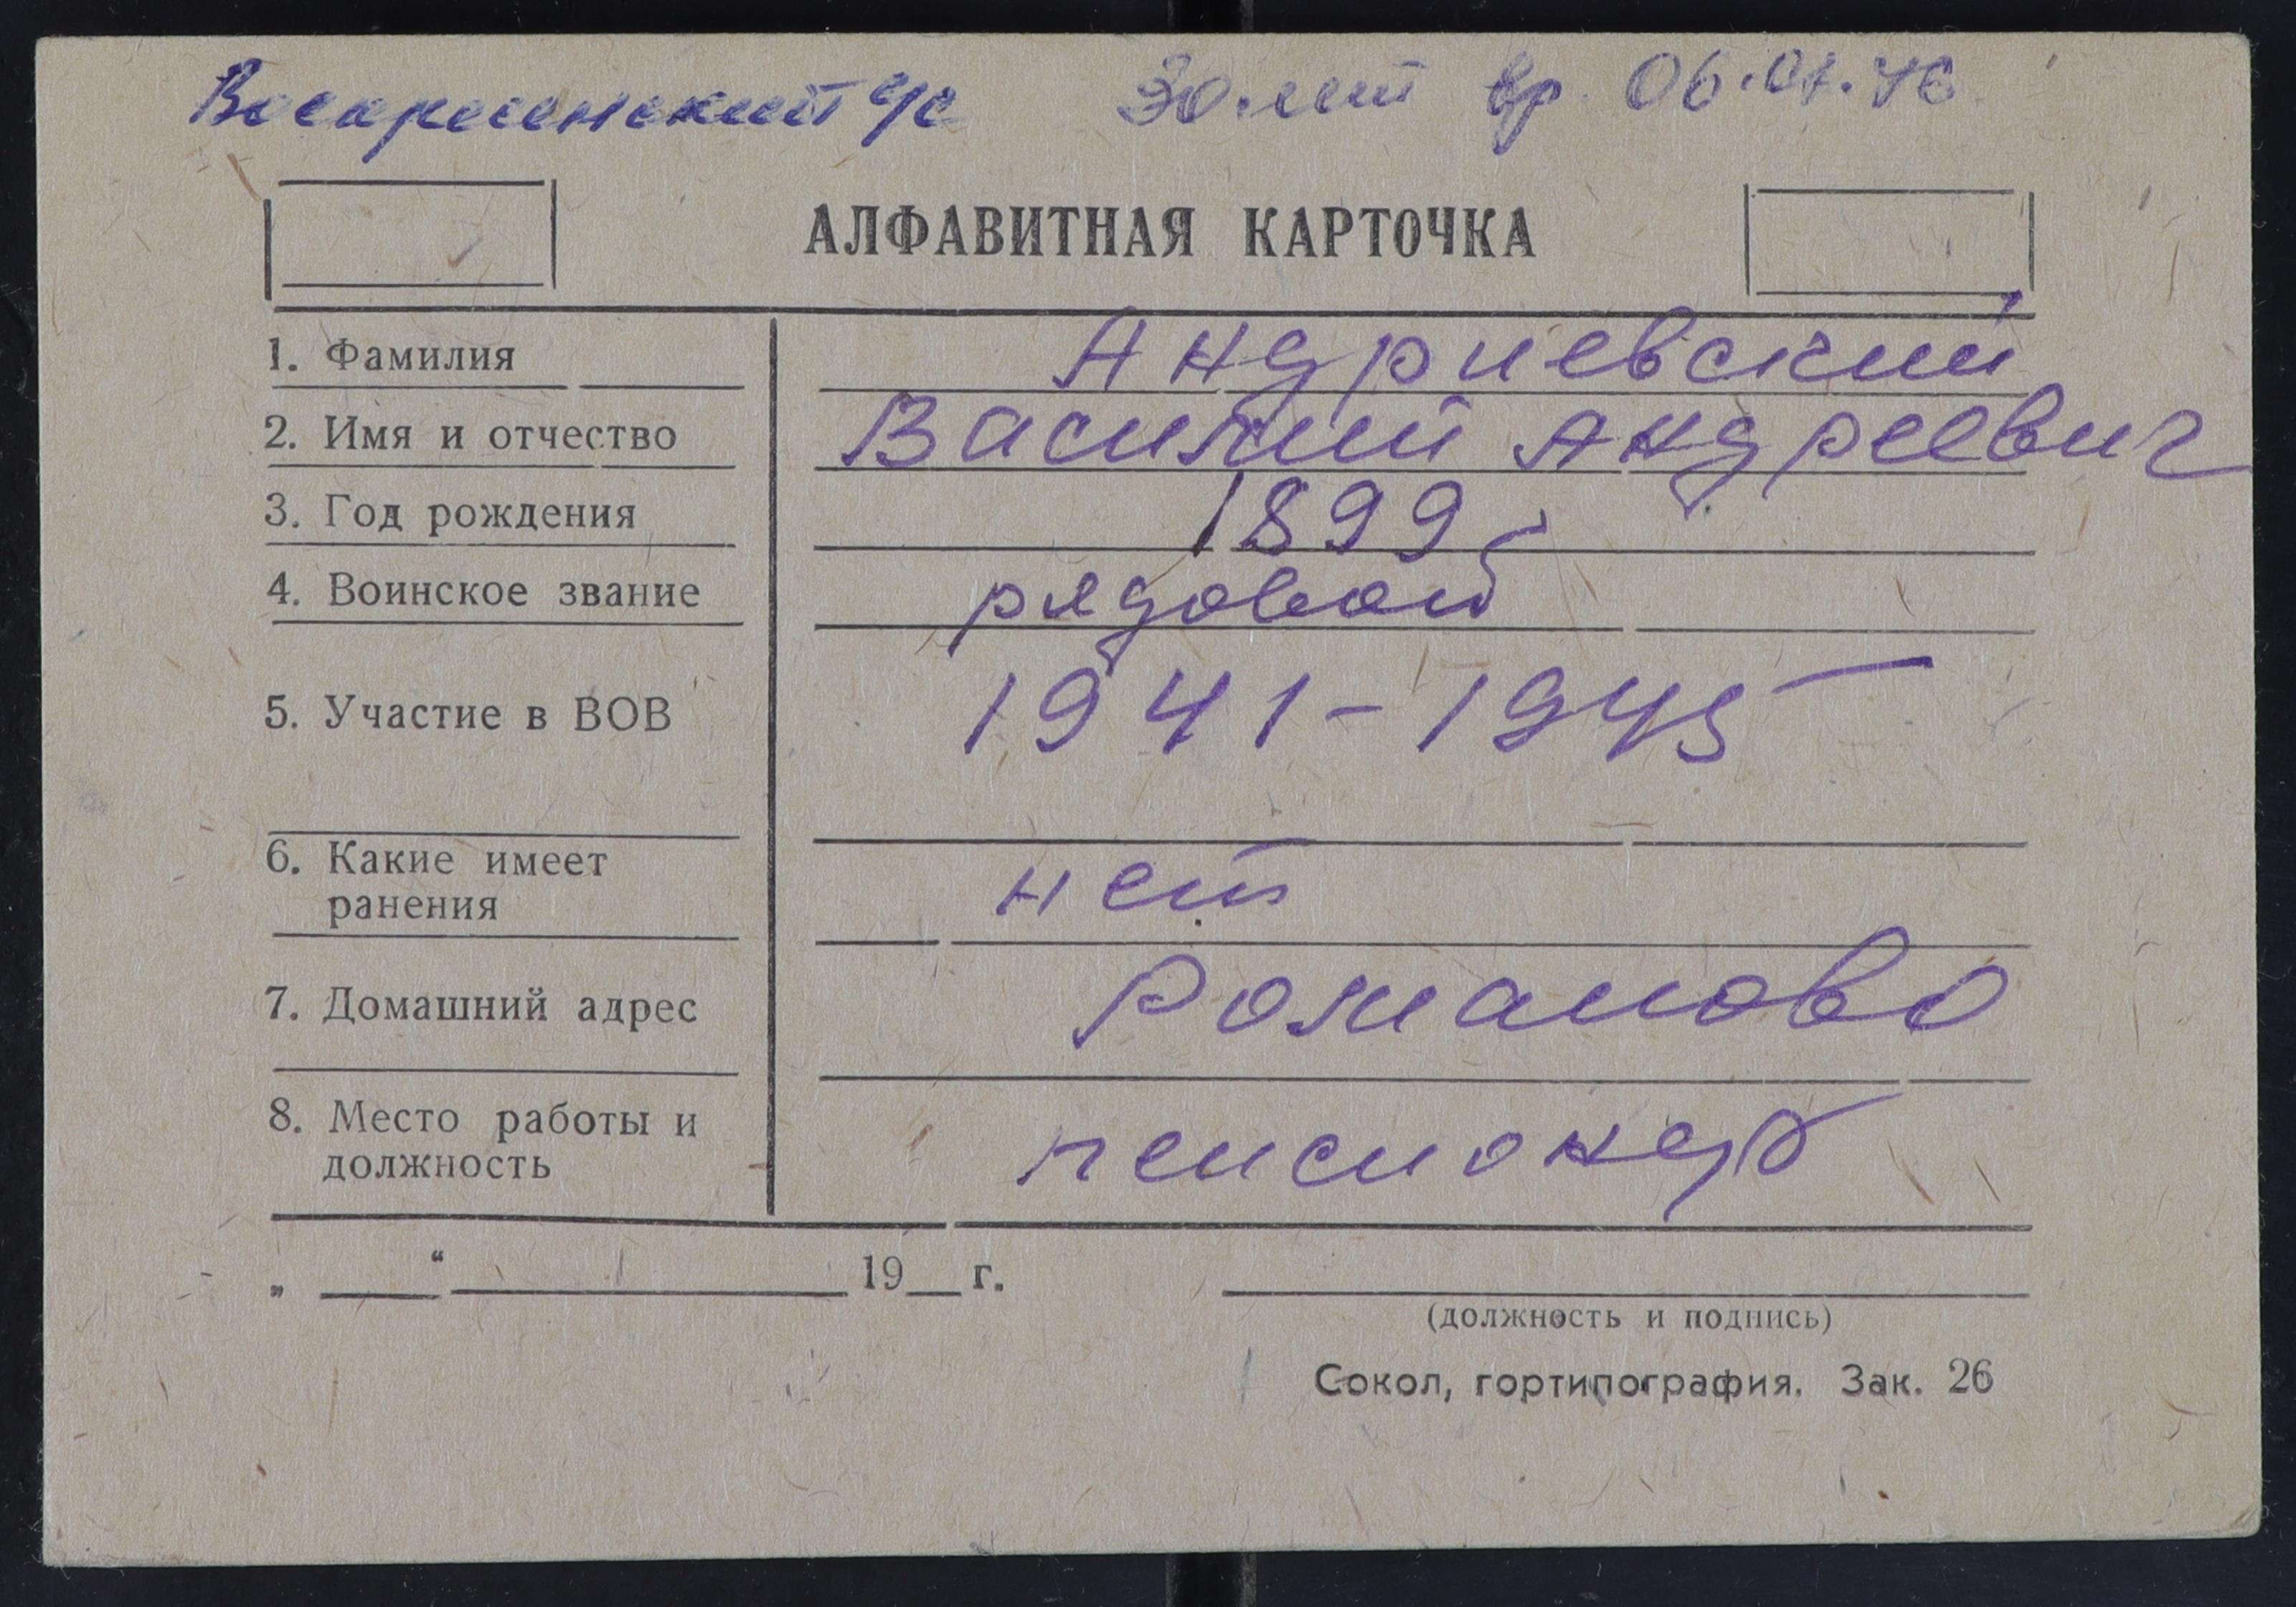 Воскресенский с/с 30 лет вр. 06.01.76
АЛФАВИТНАЯ КАРТОЧКА
1. Фамилия Андриевский
2. Имя и отчество Василий Андреевич
3. Год рождения 1899
4. Воинское звание рядовой
5. Участие в ВОВ 1941-1945
6. Какие имеет
ранения нет
7. Домашний адрес Романово
8. Место работы и
должность пенсионер
„ “ 19 г.
(должность и подпись)
Сокол, гортипография. Зак. 26